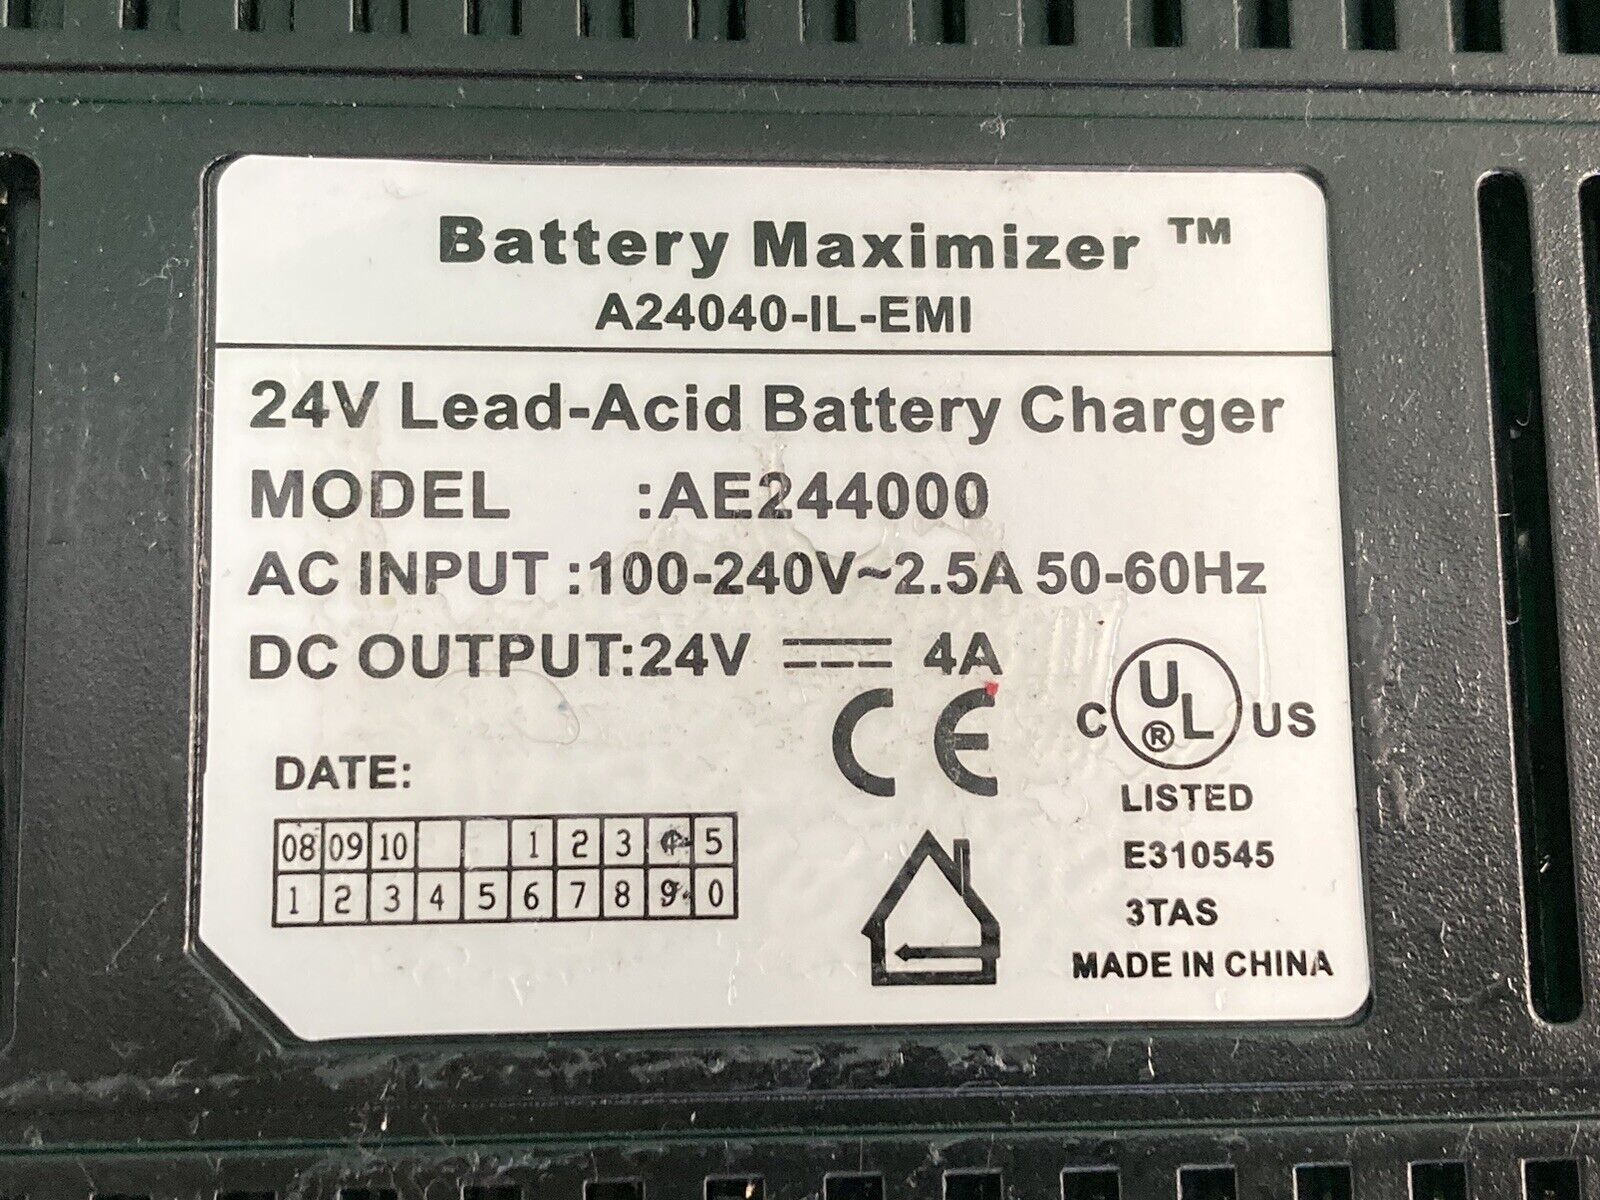 Battery Maximizer ™
A24040-IL-EMI
24V Lead-Acid Battery Charger
MODEL :AE244000
AC INPUT :100-240V~2.5A 50-60Hz
DC OUTPUT:24V ⎓ 4A
CE
C UL ® US
LISTED
E310545
3TAS
MADE IN CHINA
DATE:
08 09 10 1 2 3 4 5
1 2 3 4 5 6 7 8 9 0